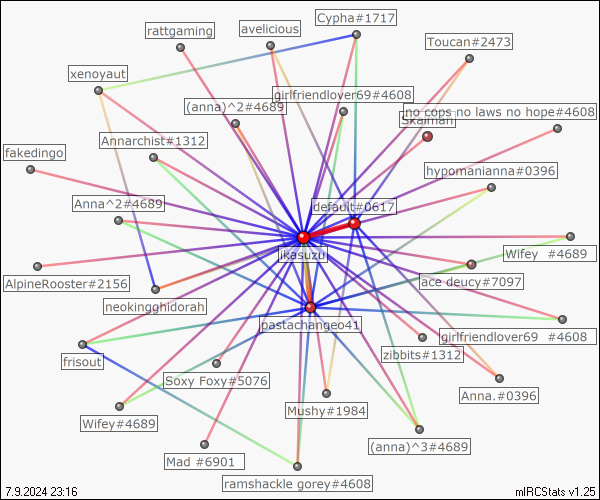 Cypha#1717
rattgaming
avelicious
Toucan#2473
xenoyaut
girlfriendlover69#4608
(anna)^2#4689
no cops no laws no hope#4608
Skaiman
Annarchist#1312
fakedingo
hypomanianna#0396
Anna^2#4689
default#0617
ikasuzu
Wifey #4689
AlpineRooster#2156
ace deucy#7097
neokingghidorah
pastachangeo41
girlfriendlover69 #4608
zibbits#1312
frisout
Soxy Foxy#5076
Anna.#0396
Mushy#1984
Wifey#4689
(anna)^3#4689
Mad #6901
ramshackle gorey#4608
7.9.2024 23:16
mIRCStats v1.25